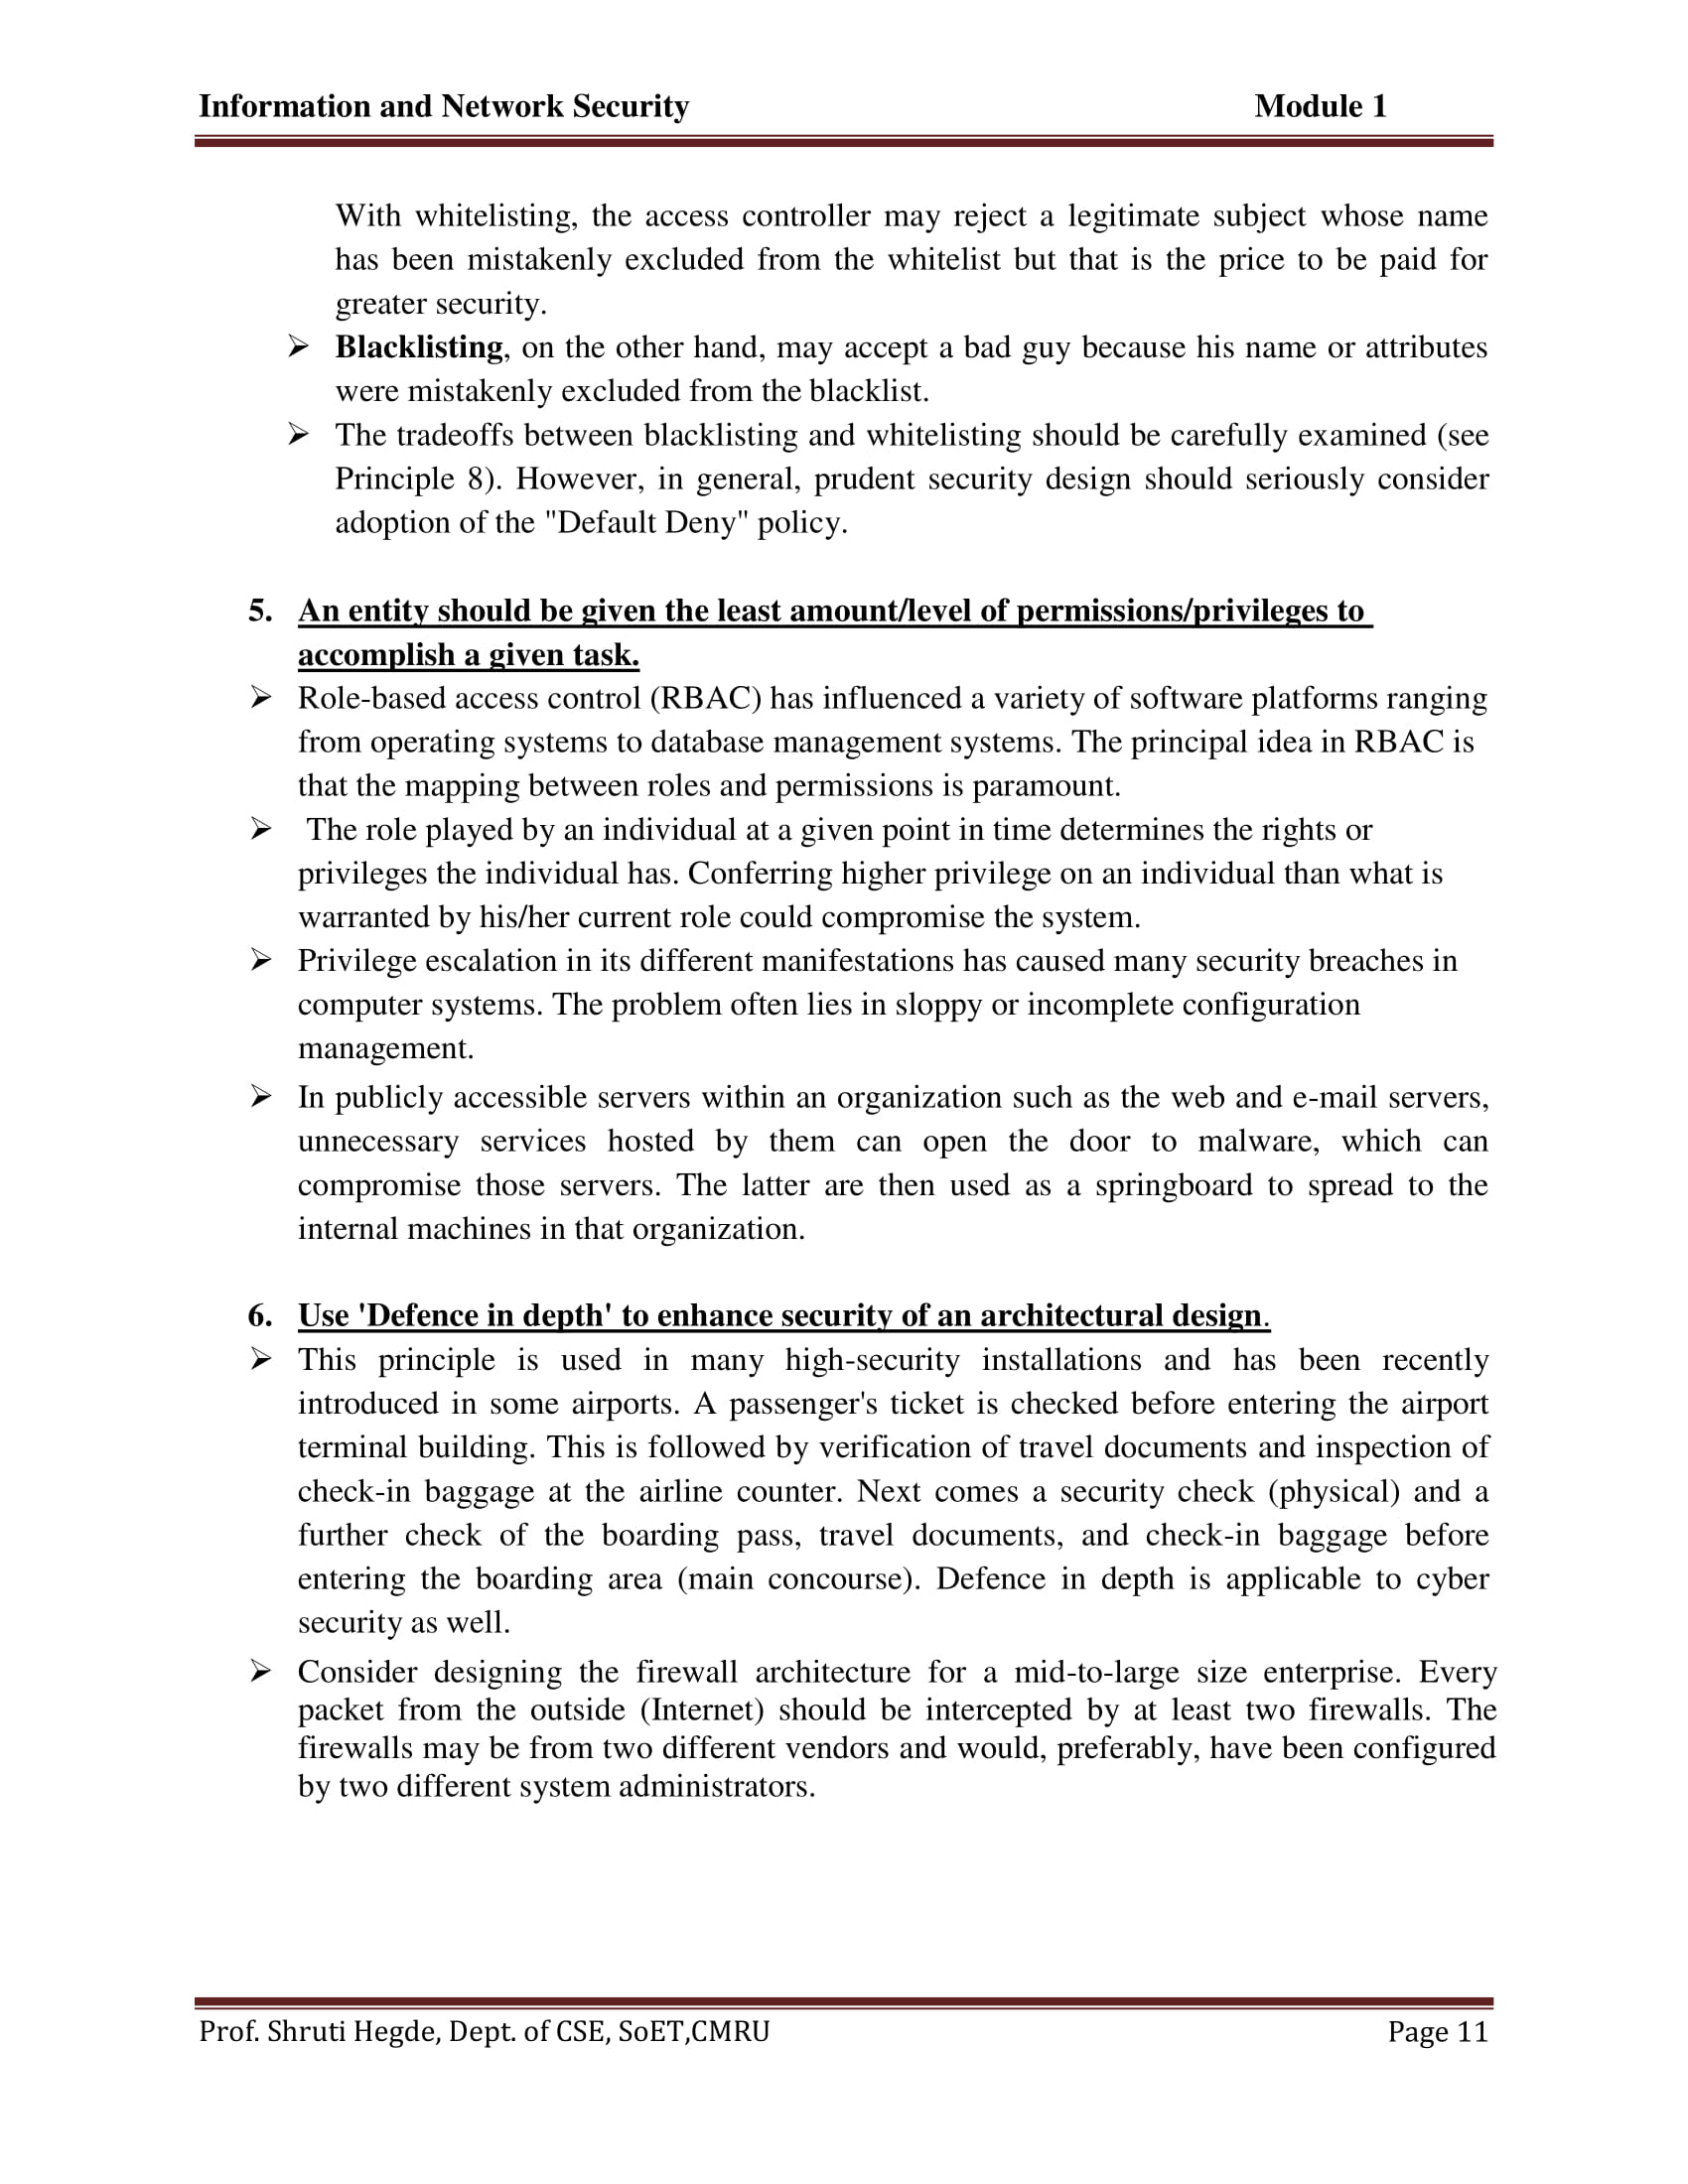 Information and Network Security Module 1
With whitelisting, the access controller may reject a legitimate subject whose name
has been mistakenly excluded from the whitelist but that is the price to be paid for
greater security.
➢ Blacklisting, on the other hand, may accept a bad guy because his name or attributes
were mistakenly excluded from the blacklist.
➢ The tradeoffs between blacklisting and whitelisting should be carefully examined (see
Principle 8). However, in general, prudent security design should seriously consider
adoption of the "Default Deny" policy.
5. An entity should be given the least amount/level of permissions/privileges to
accomplish a given task.
➢ Role-based access control (RBAC) has influenced a variety of software platforms ranging
from operating systems to database management systems. The principal idea in RBAC is
that the mapping between roles and permissions is paramount.
➢ The role played by an individual at a given point in time determines the rights or
privileges the individual has. Conferring higher privilege on an individual than what is
warranted by his/her current role could compromise the system.
➢ Privilege escalation in its different manifestations has caused many security breaches in
computer systems. The problem often lies in sloppy or incomplete configuration
management.
➢ In publicly accessible servers within an organization such as the web and e-mail servers,
unnecessary services hosted by them can open the door to malware, which can
compromise those servers. The latter are then used as a springboard to spread to the
internal machines in that organization.
6. Use 'Defence in depth' to enhance security of an architectural design.
➢ This principle is used in many high-security installations and has been recently
introduced in some airports. A passenger's ticket is checked before entering the airport
terminal building. This is followed by verification of travel documents and inspection of
check-in baggage at the airline counter. Next comes a security check (physical) and a
further check of the boarding pass, travel documents, and check-in baggage before
entering the boarding area (main concourse). Defence in depth is applicable to cyber
security as well.
➢ Consider designing the firewall architecture for a mid-to-large size enterprise. Every
packet from the outside (Internet) should be intercepted by at least two firewalls. The
firewalls may be from two different vendors and would, preferably, have been configured
by two different system administrators.
Prof. Shruti Hegde, Dept. of CSE, SoET,CMRU Page 11